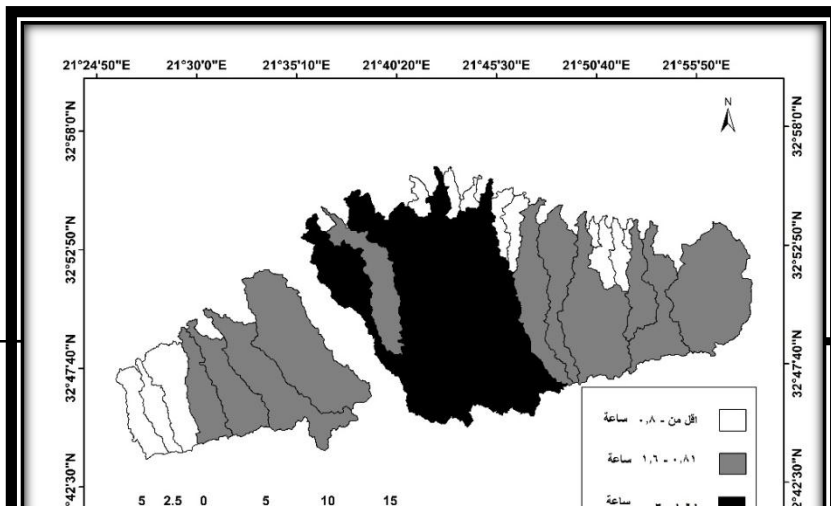 21°24'50"E 21°30'0"E 21°35'10"E 21°40'20"E 21°45'30"E 21°50'40"E 21°55'50"E
N
32°58'0"N 32°58'0"N
32°52'50"N 32°52'50"N
32°47'40"N 32°47'40"N
°42'30"N 32°42'30"N
اقل من - ٠,٨ ساعة
٠,٨١ - ١,٦ ساعة
ساعة
5 2.5 0 5 10 15